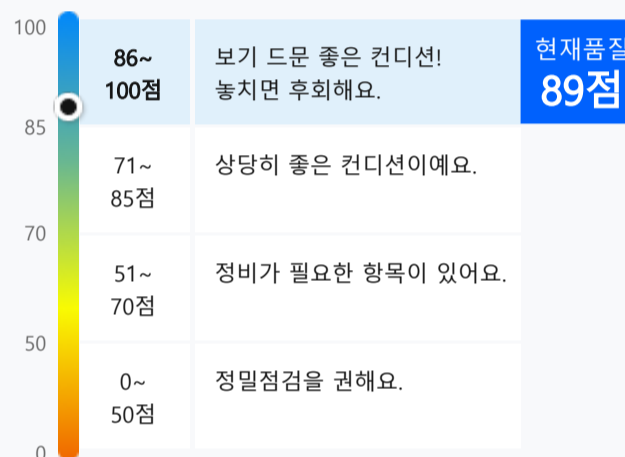 100
86~
100점
보기 드문 좋은 컨디션!
놓치면 후회해요.
현재품질
89점
85
71~
85점
상당히 좋은 컨디션이예요.
70
51~
70점
정비가 필요한 항목이 있어요.
50
0~
50점
정밀점검을 권해요.
0